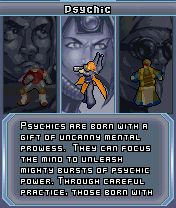 Psychic
Psychics are born with a
gift of uncanny mental
prowess. They can focus
the mind to unleash
mighty bursts of psychic
power. Through careful
practice, those born with